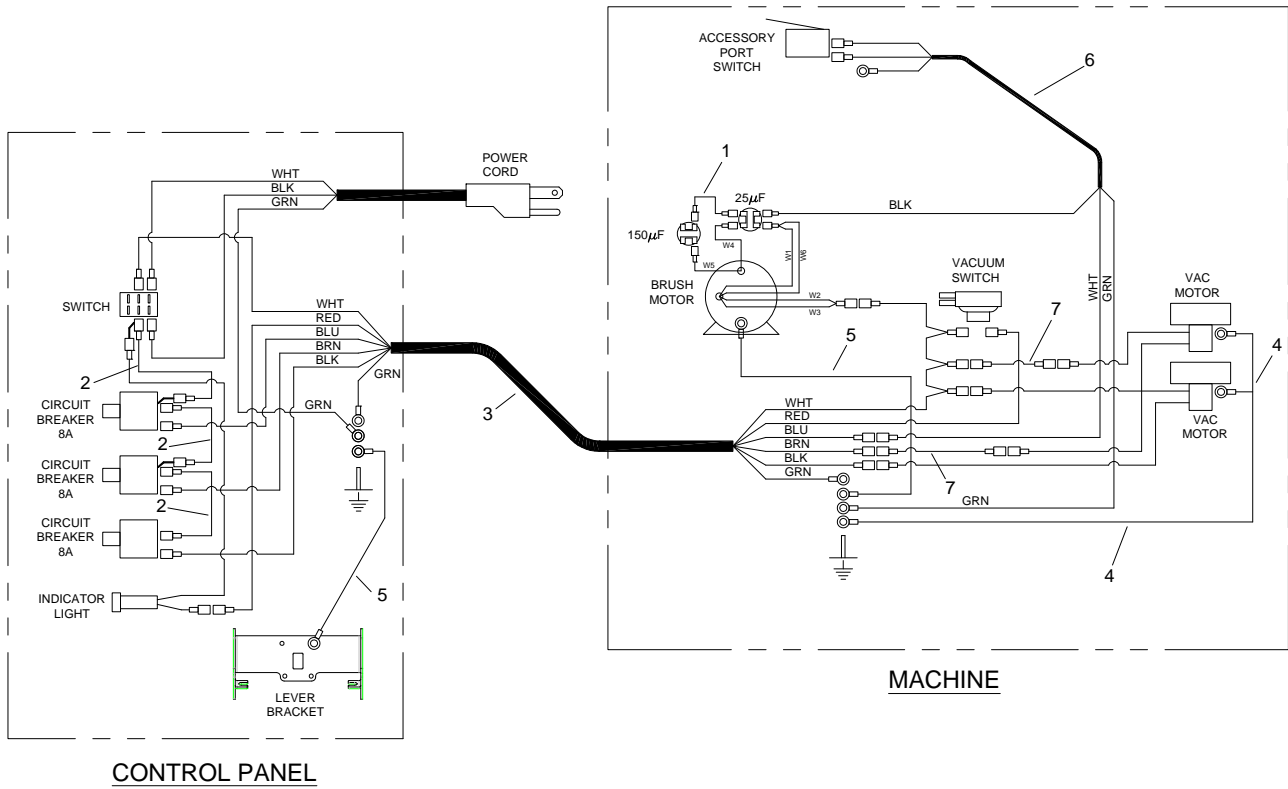 ACCESSORY
PORT
SWITCH
6
POWER
CORD
WHT
BLK
GRN
1
25µF
BLK
150µF
W4
W5
W1
W6
BRUSH
MOTOR
W2
W3
VACUUM
SWITCH
WHT
GRN
VAC
MOTOR
SWITCH
WHT
RED
BLU
BRN
BLK
GRN
2
5
7
4
CIRCUIT
BREAKER
8A
GRN
3
2
VAC
MOTOR
WHT
RED
BLU
BRN
BLK
GRN
7
GRN
CIRCUIT
BREAKER
8A
2
CIRCUIT
BREAKER
8A
4
INDICATOR
LIGHT
5
LEVER
BRACKET
MACHINE
CONTROL PANEL